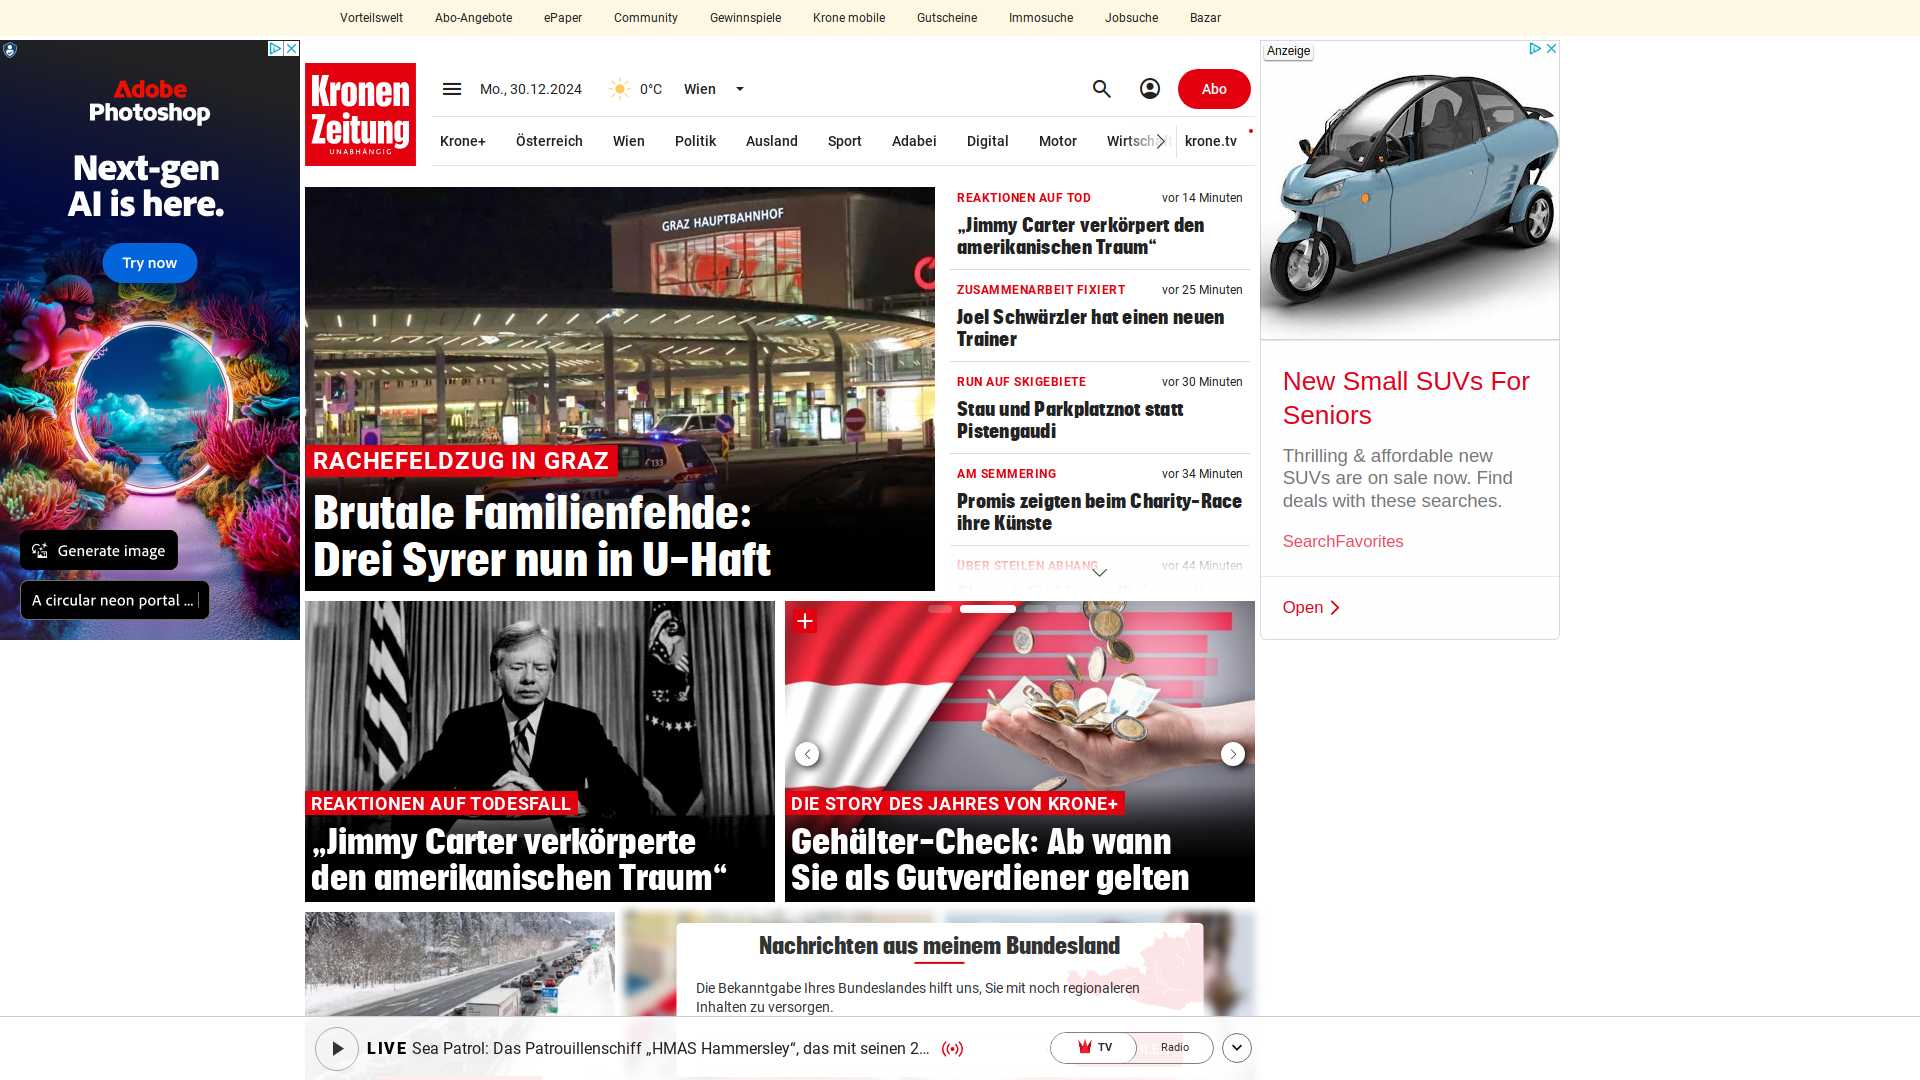 Vorteilswelt Abo-Angebote ePaper Community Gewinnspiele Krone mobile Gutscheine Immosuche Jobsuche Bazar
Adobe
Photoshop
Next-gen
AI is here.
Try now
Generate image
A circular neon portal ...
Kronen
Zeitung
UNABHÄNGIG
Mo., 30.12.2024 0°C Wien
Abo
Krone+ Österreich Wien Politik Ausland Sport Adabei Digital Motor Wirtsch krone.tv
GRAZ HAUPTBAHNHOF
133
RACHEFELDZUG IN GRAZ
Brutale Familienfehde:
Drei Syrer nun in U-Haft
REAKTIONEN AUF TOD vor 14 Minuten
„Jimmy Carter verkörpert den
amerikanischen Traum“
ZUSAMMENARBEIT FIXIERT vor 25 Minuten
Joel Schwärzler hat einen neuen
Trainer
RUN AUF SKIGEBIETE vor 30 Minuten
Stau und Parkplatznot statt
Pistengaudi
AM SEMMERING vor 34 Minuten
Promis zeigten beim Charity-Race
ihre Künste
ÜBER STEILEN ABHANG vor 44 Minuten
Anzeige
New Small SUVs For
Seniors
Thrilling & affordable new
SUVs are on sale now. Find
deals with these searches.
SearchFavorites
Open
REAKTIONEN AUF TODESFALL
„Jimmy Carter verkörperte
den amerikanischen Traum“
DIE STORY DES JAHRES VON KRONE+
Gehälter-Check: Ab wann
Sie als Gutverdiener gelten
Nachrichten aus meinem Bundesland
Die Bekanntgabe Ihres Bundeslandes hilft uns, Sie mit noch regionaleren
Inhalten zu versorgen.
LIVE Sea Patrol: Das Patrouillenschiff „HMAS Hammersley“, das mit seinen 2...
TV Radio